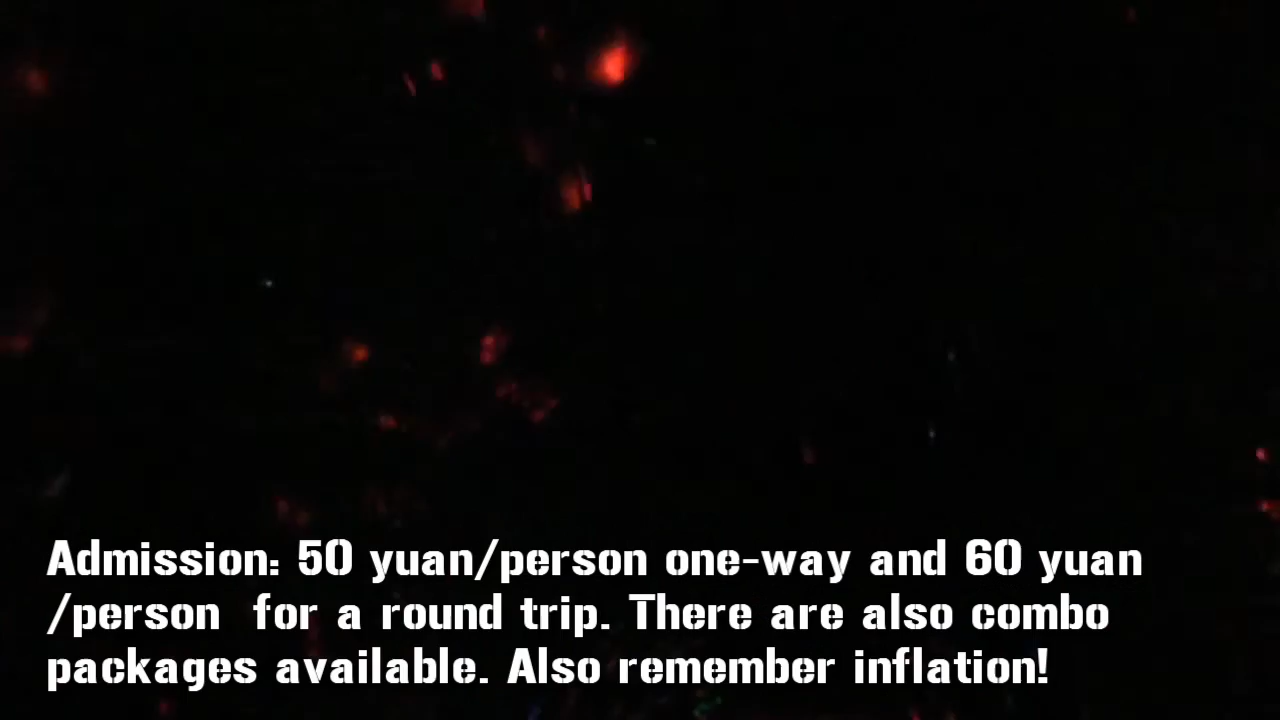 Admission: 50 yuan/person one-way and 60 yuan
/person  for a round trip. There are also combo
packages available. Also remember inflation!